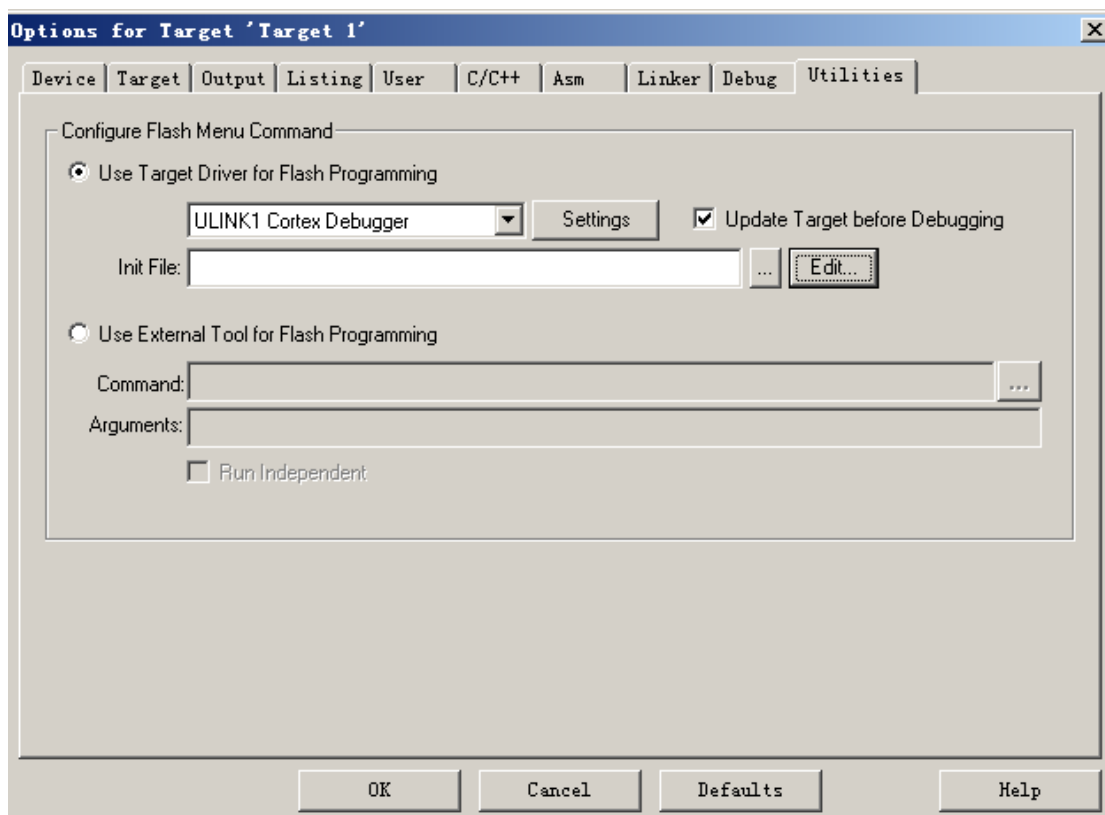 Options for Target 'Target 1'
Device Target Output Listing User C/C++ Asm Linker Debug Utilities
Configure Flash Menu Command
Use Target Driver for Flash Programming
ULINK1 Cortex Debugger Settings Update Target before Debugging
Init File: ... Edit...
Use External Tool for Flash Programming
Command: ...
Arguments:
Run Independent
OK Cancel Defaults Help